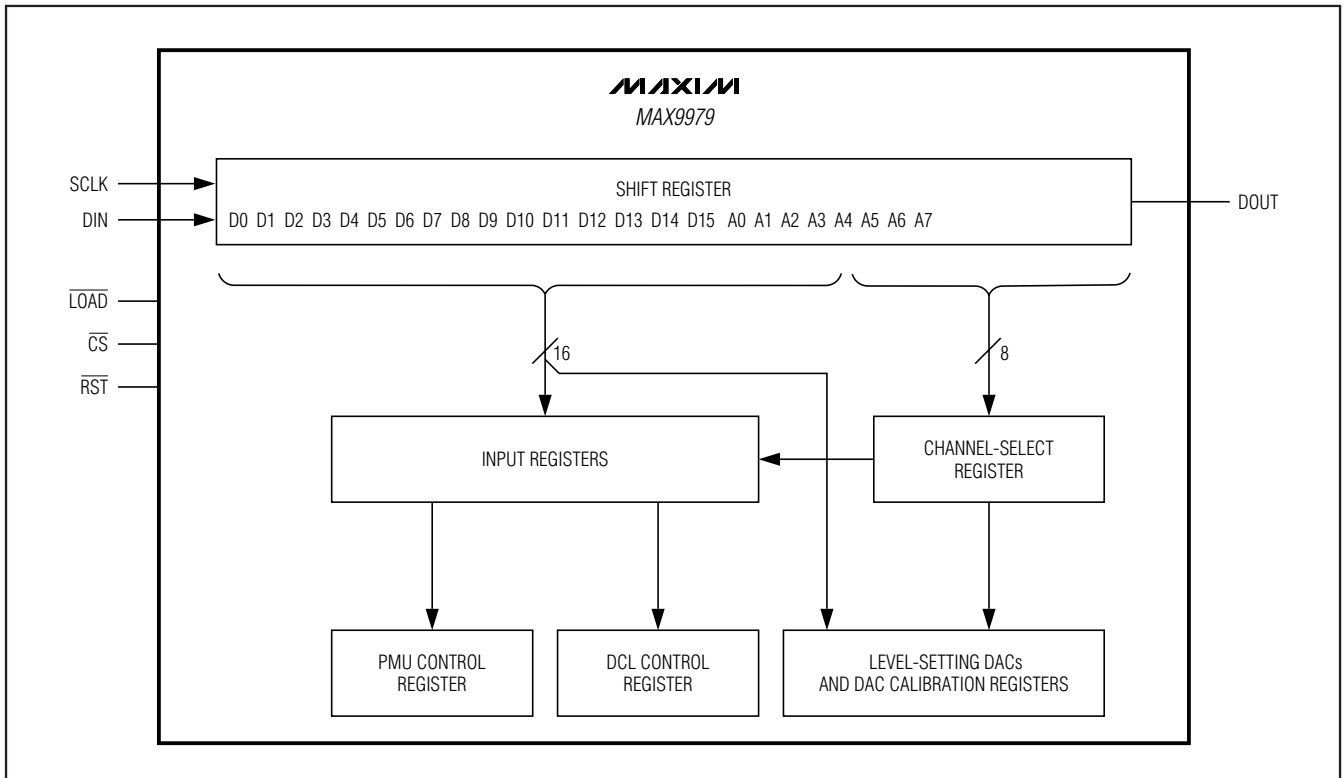 MAXIM
MAX9979
SHIFT REGISTER
D0 D1 D2 D3 D4 D5 D6 D7 D8 D9 D10 D11 D12 D13 D14 D15 A0 A1 A2 A3 A4 A5 A6 A7
SCLK
DIN
DOUT
LOAD
CS
RST
16
8
INPUT REGISTERS
CHANNEL-SELECT
REGISTER
PMU CONTROL
REGISTER
DCL CONTROL
REGISTER
LEVEL-SETTING DACs
AND DAC CALIBRATION REGISTERS